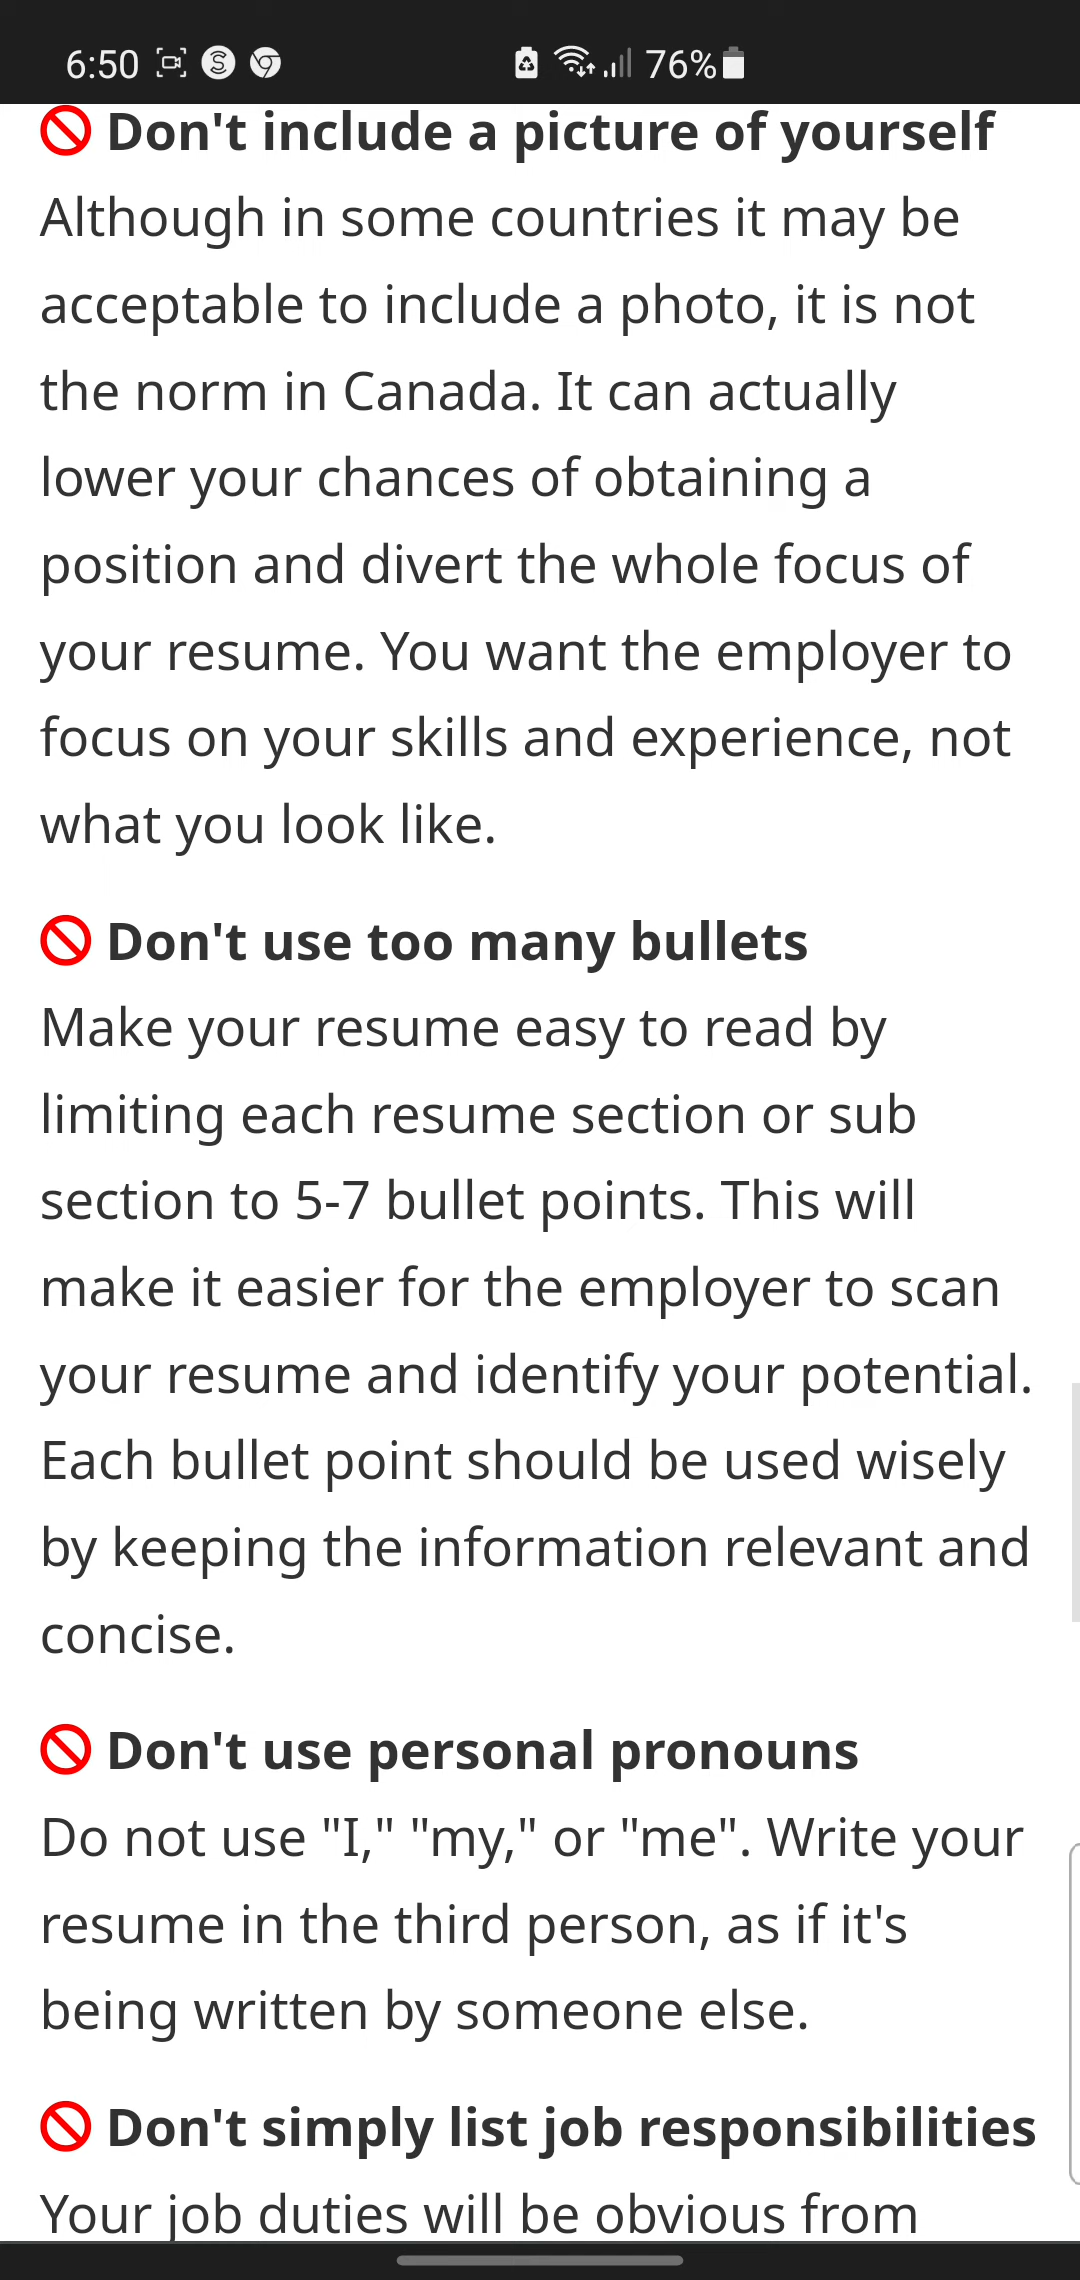 6:50 76%
Don't include a picture of yourself
Although in some countries it may be
acceptable to include a photo, it is not
the norm in Canada. It can actually
lower your chances of obtaining a
position and divert the whole focus of
your resume. You want the employer to
focus on your skills and experience, not
what you look like.
Don't use too many bullets
Make your resume easy to read by
limiting each resume section or sub
section to 5-7 bullet points. This will
make it easier for the employer to scan
your resume and identify your potential.
Each bullet point should be used wisely
by keeping the information relevant and
concise.
Don't use personal pronouns
Do not use "I," "my," or "me". Write your
resume in the third person, as if it's
being written by someone else.
Don't simply list job responsibilities
Your job duties will be obvious from